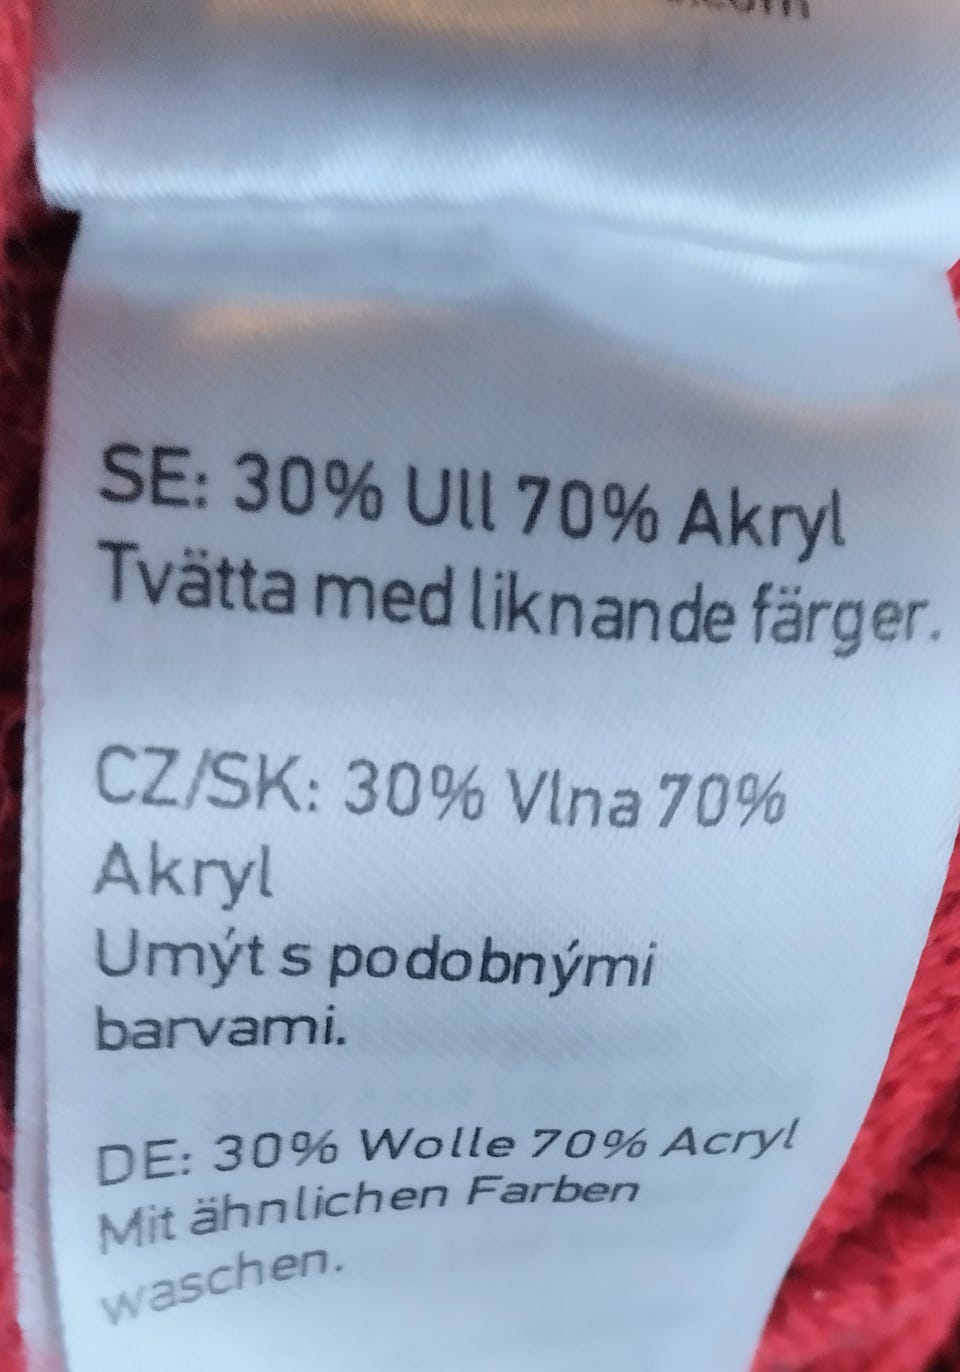 SE: 30% Ull 70% Akryl
Tvätta med liknande färger.
CZ/SK: 30% Vlna 70%
Akryl
Umýt s podobnými
barvami.
DE: 30% Wolle 70% Acryl
Mit ähnlichen Farben
waschen.